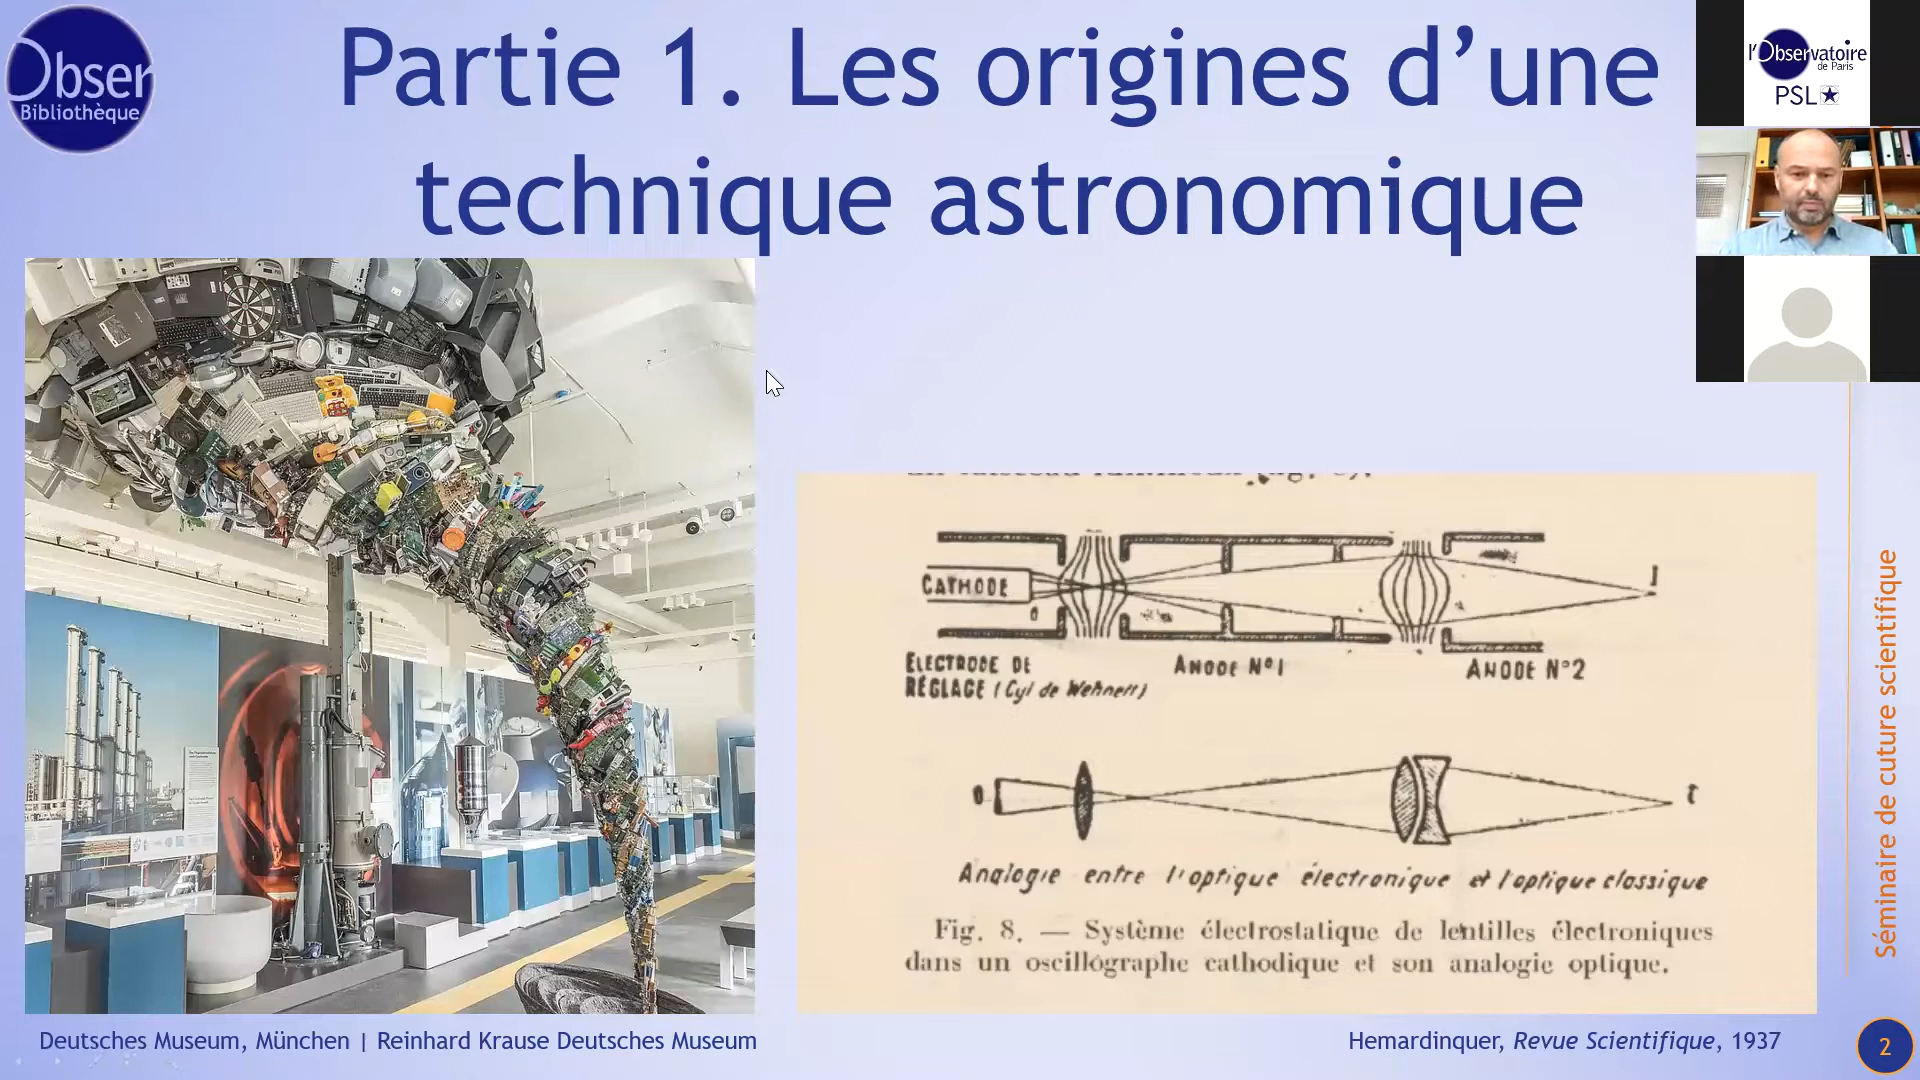 Obser
Bibliothèque
Partie 1. Les origines d’une
technique astronomique
l'Observatoire
de Paris
PSL
CATHODE
ELECTRODE DE
RÉGLAGE (Cyl de Wehnelt)
ANODE N°1
ANODE N°2
Analogie entre l'optique électronique et l'optique classique
Fig. 8. — Système électrostatique de lentilles électroniques
dans un oscillographe cathodique et son analogie optique.
Séminaire de cuture scientifique
Deutsches Museum, München | Reinhard Krause Deutsches Museum
Hemardinquer, Revue Scientifique, 1937
2